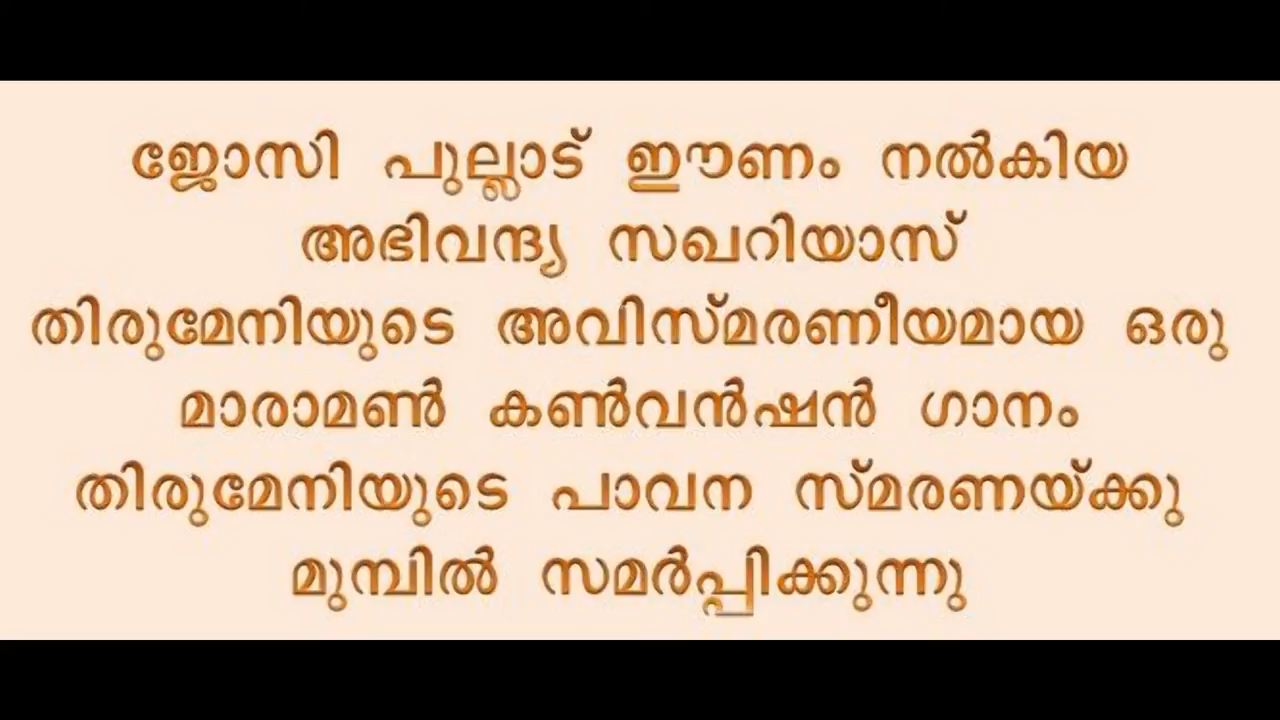 ജോസി പുല്ലാട് ഈണം നൽകിയ
അഭിവന്ദ്യ സഖറിയാസ്
തിരുമേനിയുടെ അവിസ്മരണീയമായ ഒരു
മാരാമൺ കൺവൻഷൻ ഗാനം
തിരുമേനിയുടെ പാവന സ്മരണയ്ക്കു
മുമ്പിൽ സമർപ്പിക്കുന്നു